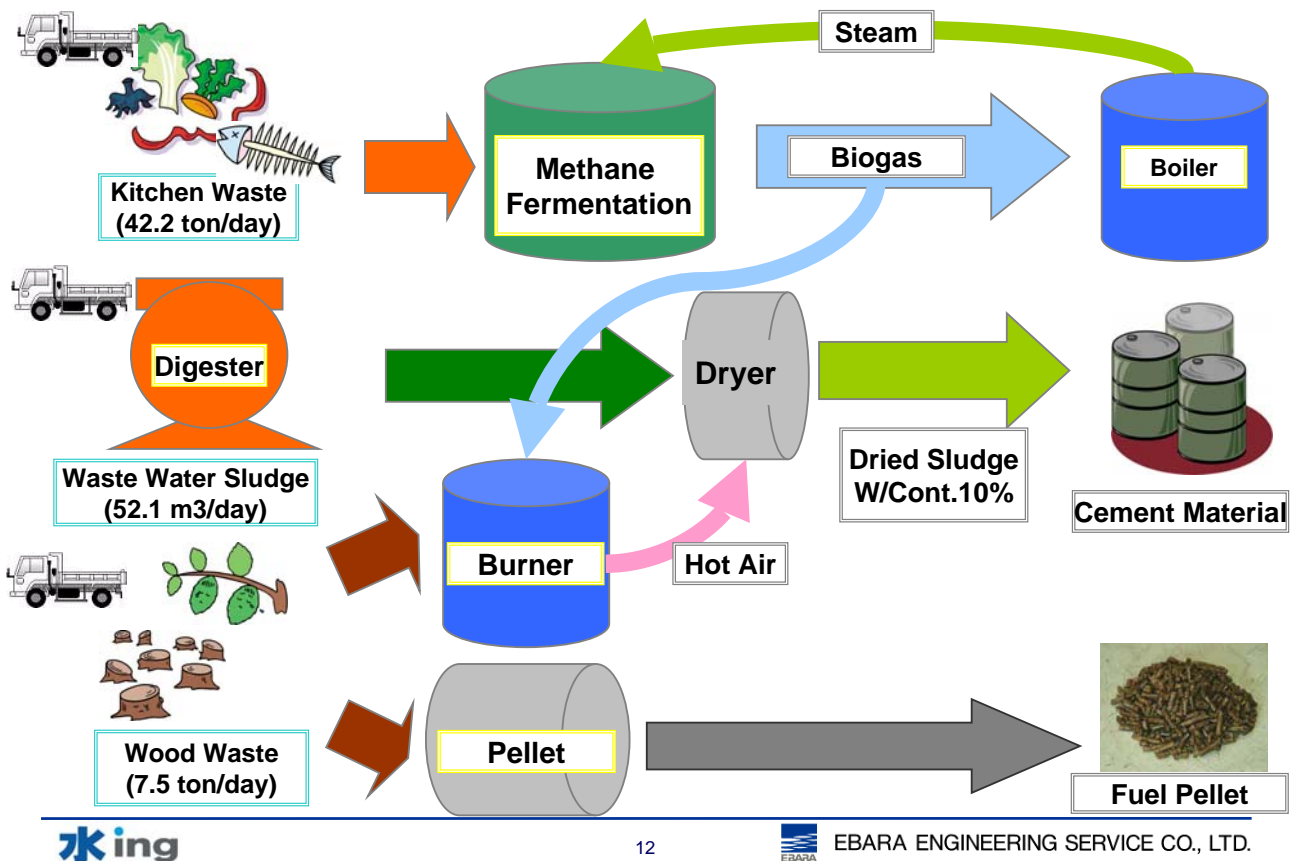 Steam
Kitchen Waste
(42.2 ton/day)
Methane
Fermentation
Biogas
Boiler
Digester
Waste Water Sludge
(52.1 m3/day)
Dryer
Dried Sludge
W/Cont.10%
Cement Material
Burner
Hot Air
Wood Waste
(7.5 ton/day)
Pellet
Fuel Pellet
水ing
12
EBARA
EBARA ENGINEERING SERVICE CO., LTD.